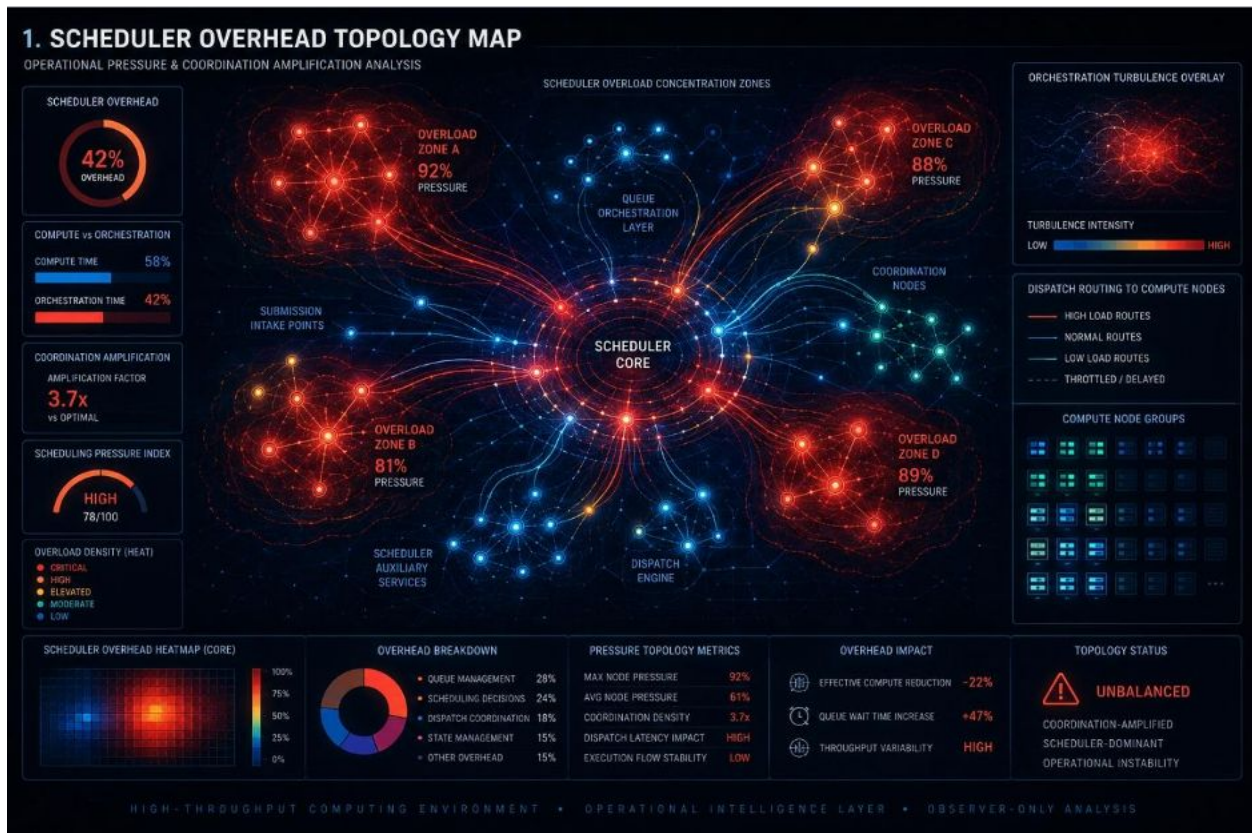 1. SCHEDULER OVERHEAD TOPOLOGY MAP
OPERATIONAL PRESSURE & COORDINATION AMPLIFICATION ANALYSIS
SCHEDULER OVERHEAD
42%
OVERHEAD
COMPUTE vs ORCHESTRATION
COMPUTE TIME 58%
ORCHESTRATION TIME 42%
COORDINATION AMPLIFICATION
AMPLIFICATION FACTOR
3.7x
vs OPTIMAL
SCHEDULING PRESSURE INDEX
HIGH
78/100
OVERLOAD DENSITY (HEAT)
CRITICAL
HIGH
ELEVATED
MODERATE
LOW
SCHEDULER OVERLOAD CONCENTRATION ZONES
OVERLOAD
ZONE A
92%
PRESSURE
QUEUE
ORCHESTRATION
LAYER
OVERLOAD
ZONE C
88%
PRESSURE
SUBMISSION
INTAKE POINTS
COORDINATION
NODES
SCHEDULER
CORE
OVERLOAD
ZONE B
81%
PRESSURE
OVERLOAD
ZONE D
89%
PRESSURE
SCHEDULER
AUXILIARY
SERVICES
DISPATCH
ENGINE
ORCHESTRATION TURBULENCE OVERLAY
TURBULENCE INTENSITY
LOW HIGH
DISPATCH ROUTING TO COMPUTE NODES
HIGH LOAD ROUTES
NORMAL ROUTES
LOW LOAD ROUTES
THROTTLED / DELAYED
COMPUTE NODE GROUPS
SCHEDULER OVERHEAD HEATMAP (CORE)
100%
75%
50%
25%
0%
OVERHEAD BREAKDOWN
QUEUE MANAGEMENT 28%
SCHEDULING DECISIONS 24%
DISPATCH COORDINATION 18%
STATE MANAGEMENT 15%
OTHER OVERHEAD 15%
PRESSURE TOPOLOGY METRICS
MAX NODE PRESSURE 92%
AVG NODE PRESSURE 61%
COORDINATION DENSITY 3.7x
DISPATCH LATENCY IMPACT HIGH
EXECUTION FLOW STABILITY LOW
OVERHEAD IMPACT
EFFECTIVE COMPUTE REDUCTION -22%
QUEUE WAIT TIME INCREASE +47%
THROUGHPUT VARIABILITY HIGH
TOPOLOGY STATUS
UNBALANCED
COORDINATION-AMPLIFIED
SCHEDULER-DOMINANT
OPERATIONAL INSTABILITY
HIGH-THROUGHPUT COMPUTING ENVIRONMENT • OPERATIONAL INTELLIGENCE LAYER • OBSERVER-ONLY ANALYSIS